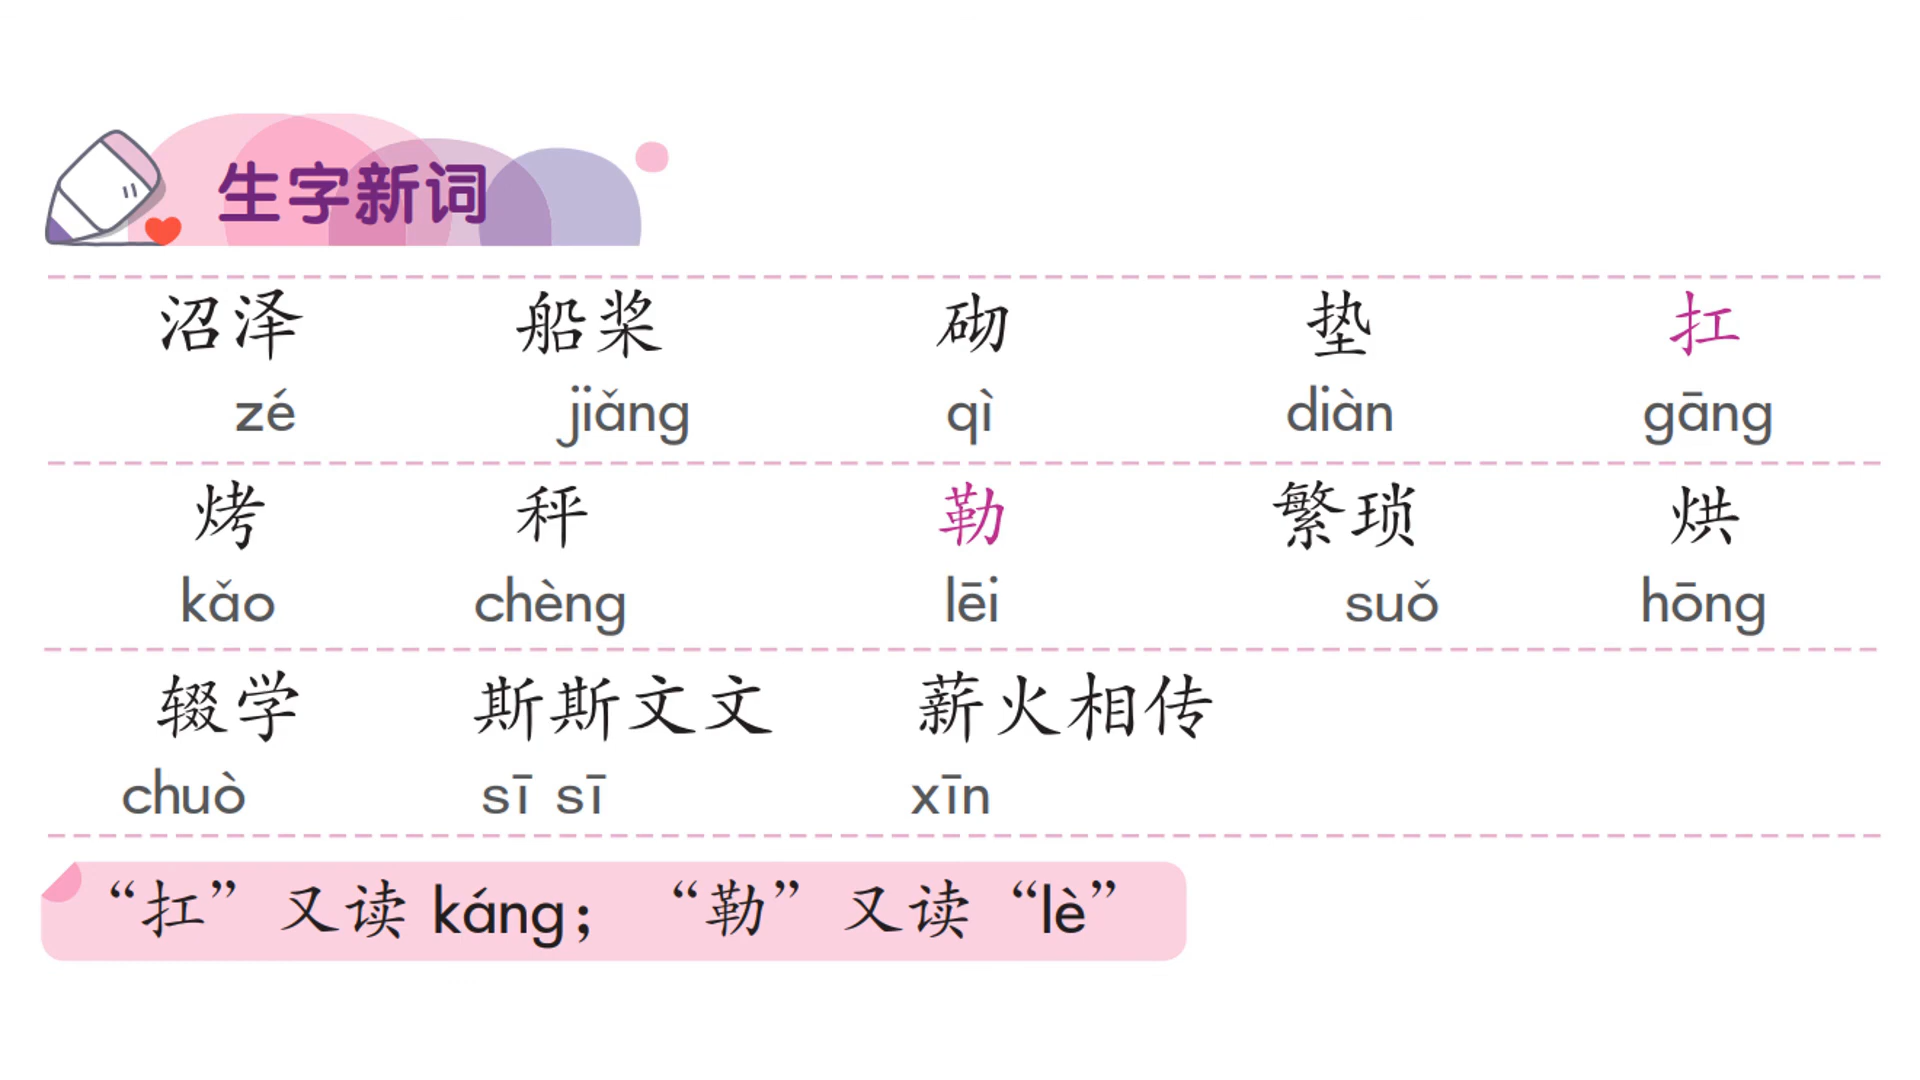 生字新词
沼泽 船桨 砌 垫 扛
zé jiǎng qì diàn gāng
烤 秤 勒 繁琐 烘
kǎo chèng lēi suǒ hōng
辍学 斯斯文文 薪火相传
chuò sī sī xīn
“扛” 又读 káng； “勒” 又读 “lè”